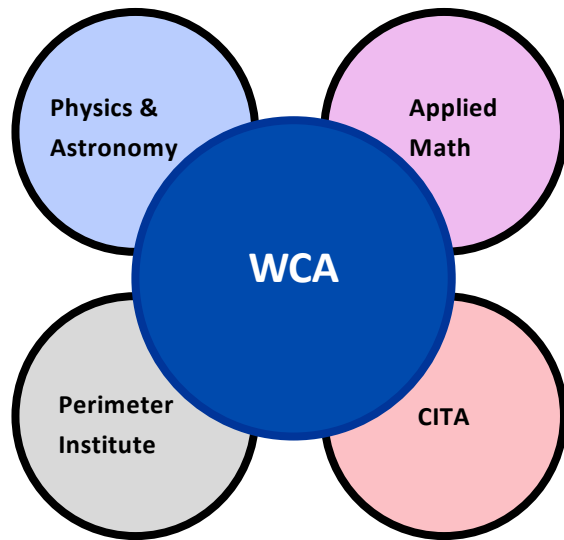 Physics &
Astronomy
Applied
Math
WCA
Perimeter
Institute
CITA